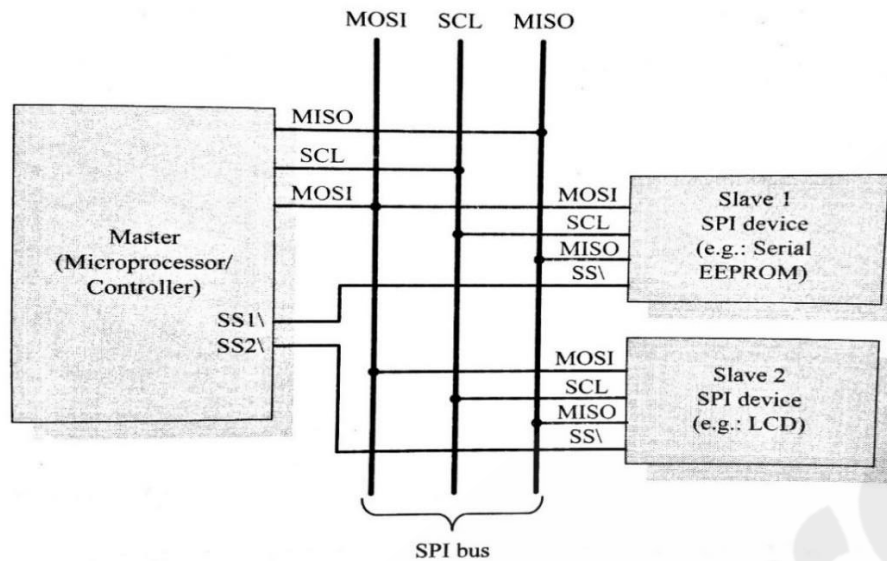 MOSI SCL MISO
MISO
SCL
MOSI
Master
(Microprocessor/
Controller)
SS1\
SS2\
MOSI
SCL
MISO
SS\
Slave 1
SPI device
(e.g.: Serial
EEPROM)
MOSI
SCL
MISO
SS\
Slave 2
SPI device
(e.g.: LCD)
SPI bus